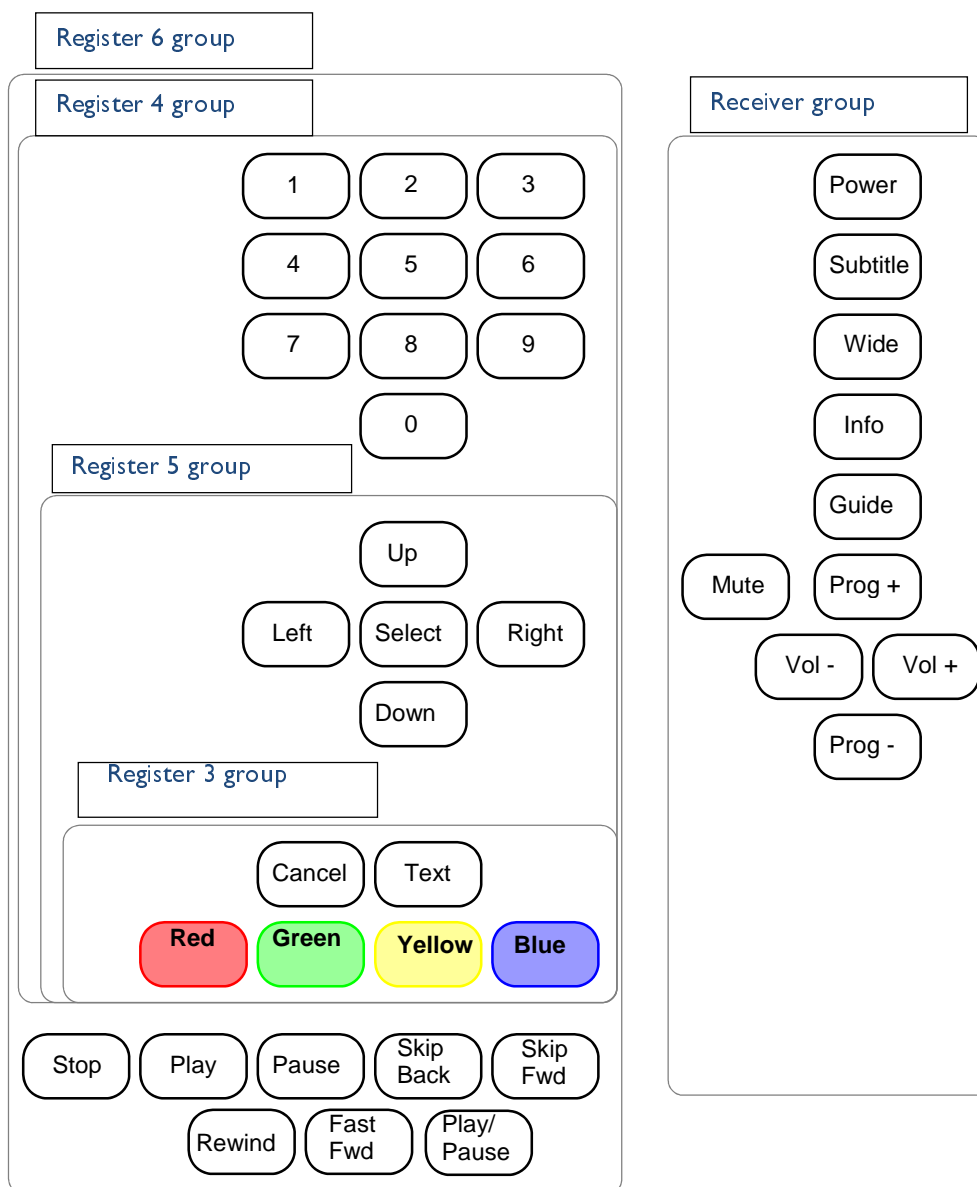 Register 6 group
Register 4 group
1 2 3
4 5 6
7 8 9
0
Register 5 group
Up
Left Select Right
Down
Register 3 group
Cancel Text
Red Green Yellow Blue
Stop Play Pause Skip Back Skip Fwd
Rewind Fast Fwd Play/ Pause
Receiver group
Power
Subtitle
Wide
Info
Guide
Mute Prog +
Vol - Vol +
Prog -